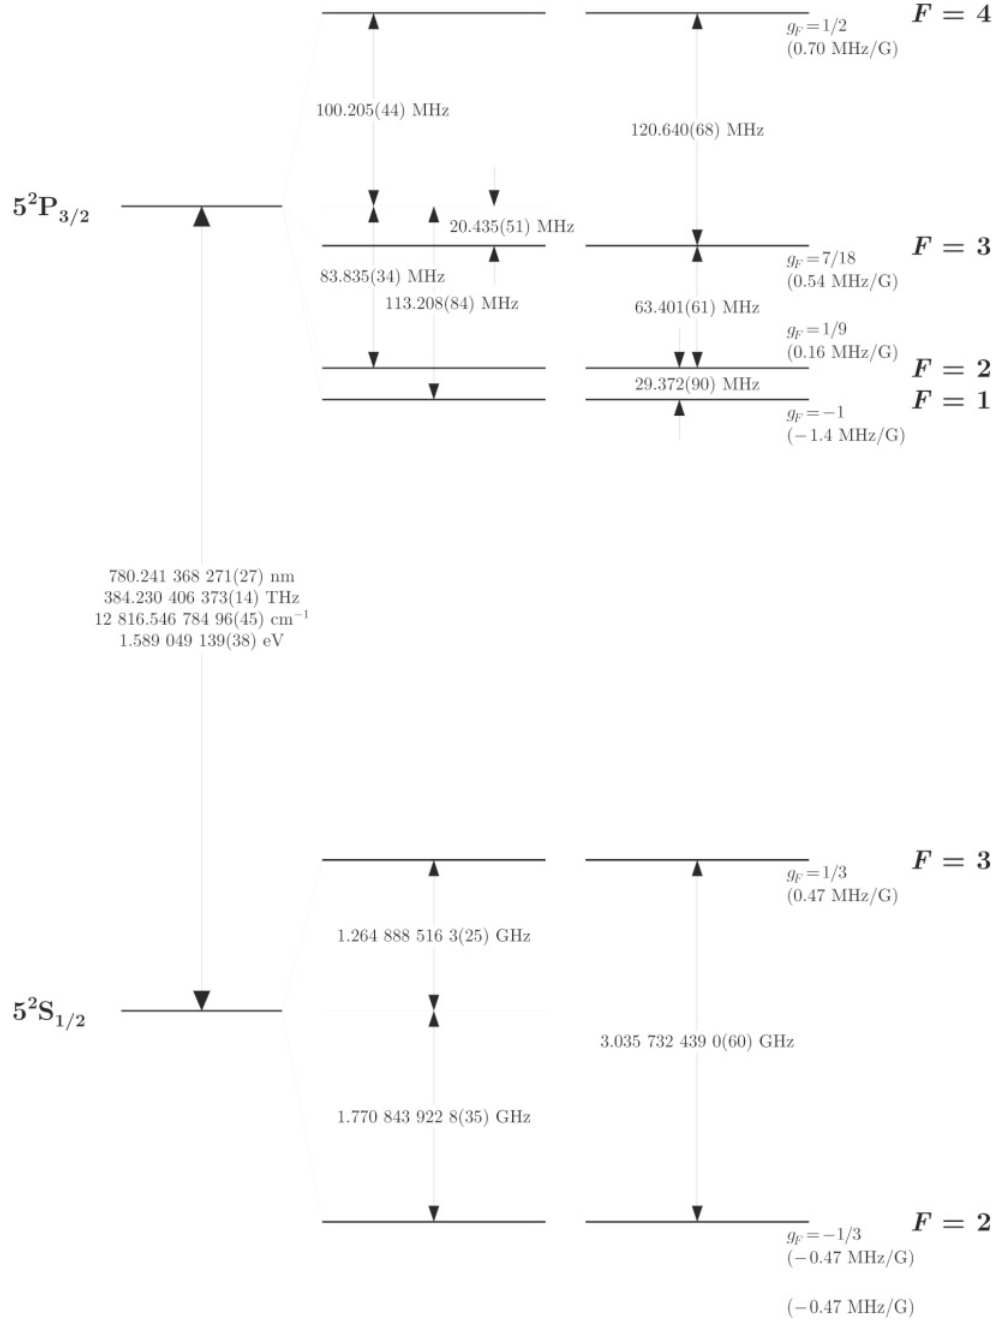 F = 4
g_F = 1/2
(0.70 MHz/G)
100.205(44) MHz
120.640(68) MHz
5²P₃/₂
20.435(51) MHz
F = 3
g_F = 7/18
(0.54 MHz/G)
83.835(34) MHz
113.208(84) MHz
63.401(61) MHz
g_F = 1/9
(0.16 MHz/G)
F = 2
29.372(90) MHz
F = 1
g_F = −1
(−1.4 MHz/G)
780.241 368 271(27) nm
384.230 406 373(14) THz
12 816.546 784 96(45) cm⁻¹
1.589 049 139(38) eV
F = 3
g_F = 1/3
(0.47 MHz/G)
1.264 888 516 3(25) GHz
5²S₁/₂
3.035 732 439 0(60) GHz
1.770 843 922 8(35) GHz
F = 2
g_F = −1/3
(−0.47 MHz/G)
(−0.47 MHz/G)